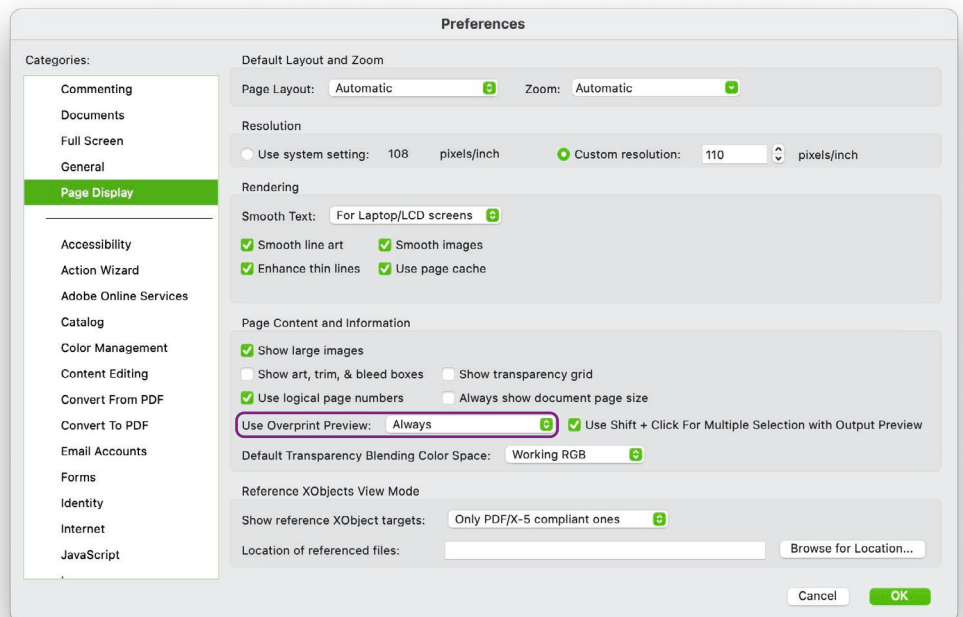 Preferences
Categories:
Commenting
Documents
Full Screen
General
Page Display
Accessibility
Action Wizard
Adobe Online Services
Catalog
Color Management
Content Editing
Convert From PDF
Convert To PDF
Email Accounts
Forms
Identity
Internet
JavaScript
Default Layout and Zoom
Page Layout: Automatic Zoom: Automatic
Resolution
Use system setting: 108 pixels/inch Custom resolution: 110 pixels/inch
Rendering
Smooth Text: For Laptop/LCD screens
Smooth line art Smooth images
Enhance thin lines Use page cache
Page Content and Information
Show large images
Show art, trim, & bleed boxes Show transparency grid
Use logical page numbers Always show document page size
Use Overprint Preview: Always Use Shift + Click For Multiple Selection with Output Preview
Default Transparency Blending Color Space: Working RGB
Reference XObjects View Mode
Show reference XObject targets: Only PDF/X-5 compliant ones
Location of referenced files: Browse for Location...
Cancel OK